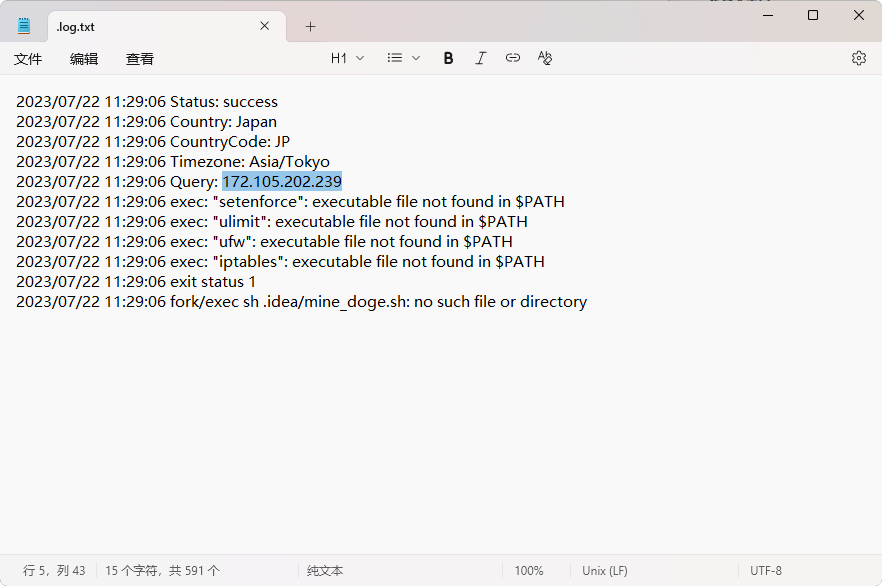 .log.txt
文件 编辑 查看 H1 B I
2023/07/22 11:29:06 Status: success
2023/07/22 11:29:06 Country: Japan
2023/07/22 11:29:06 CountryCode: JP
2023/07/22 11:29:06 Timezone: Asia/Tokyo
2023/07/22 11:29:06 Query: 172.105.202.239
2023/07/22 11:29:06 exec: "setenforce": executable file not found in $PATH
2023/07/22 11:29:06 exec: "ulimit": executable file not found in $PATH
2023/07/22 11:29:06 exec: "ufw": executable file not found in $PATH
2023/07/22 11:29:06 exec: "iptables": executable file not found in $PATH
2023/07/22 11:29:06 exit status 1
2023/07/22 11:29:06 fork/exec sh .idea/mine_doge.sh: no such file or directory
行 5，列 43 15 个字符，共 591 个 纯文本 100% Unix (LF) UTF-8